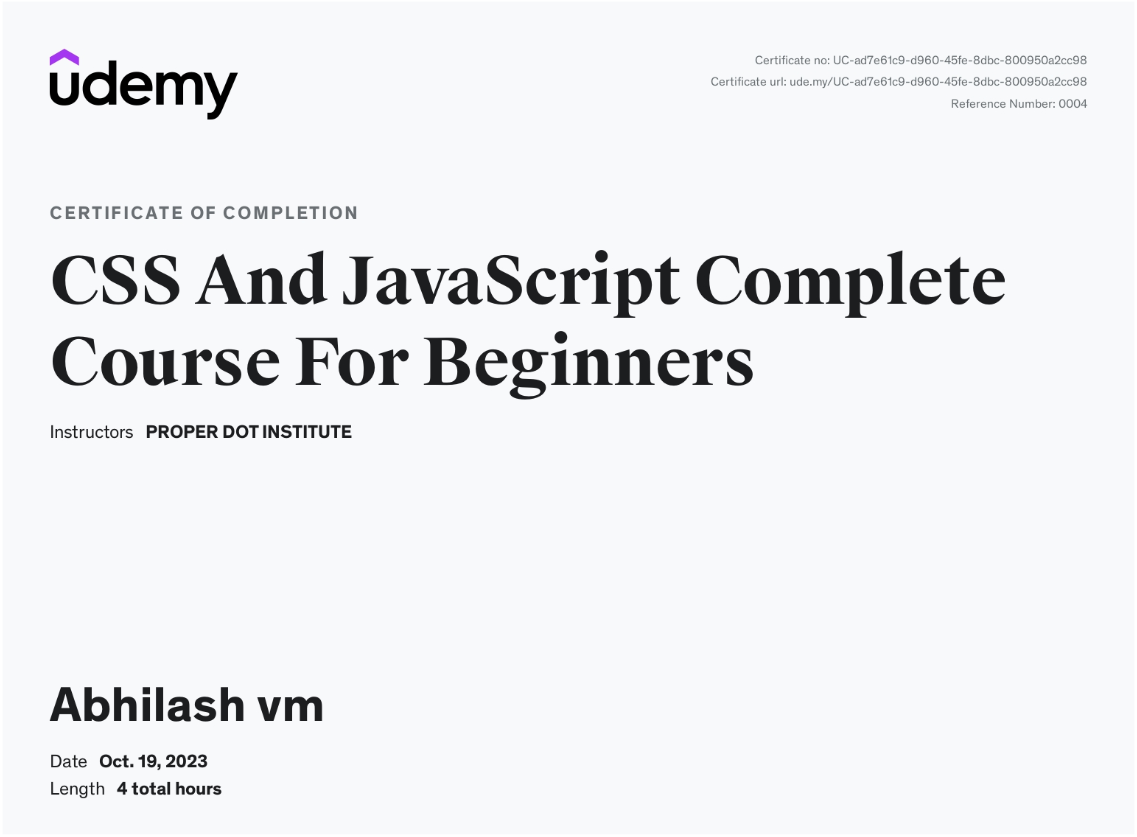 udemy
Certificate no: UC-ad7e61c9-d960-45fe-8dbc-800950a2cc98
Certificate url: ude.my/UC-ad7e61c9-d960-45fe-8dbc-800950a2cc98
Reference Number: 0004
CERTIFICATE OF COMPLETION
CSS And JavaScript Complete
Course For Beginners
Instructors PROPER DOT INSTITUTE
Abhilash vm
Date Oct. 19, 2023
Length 4 total hours